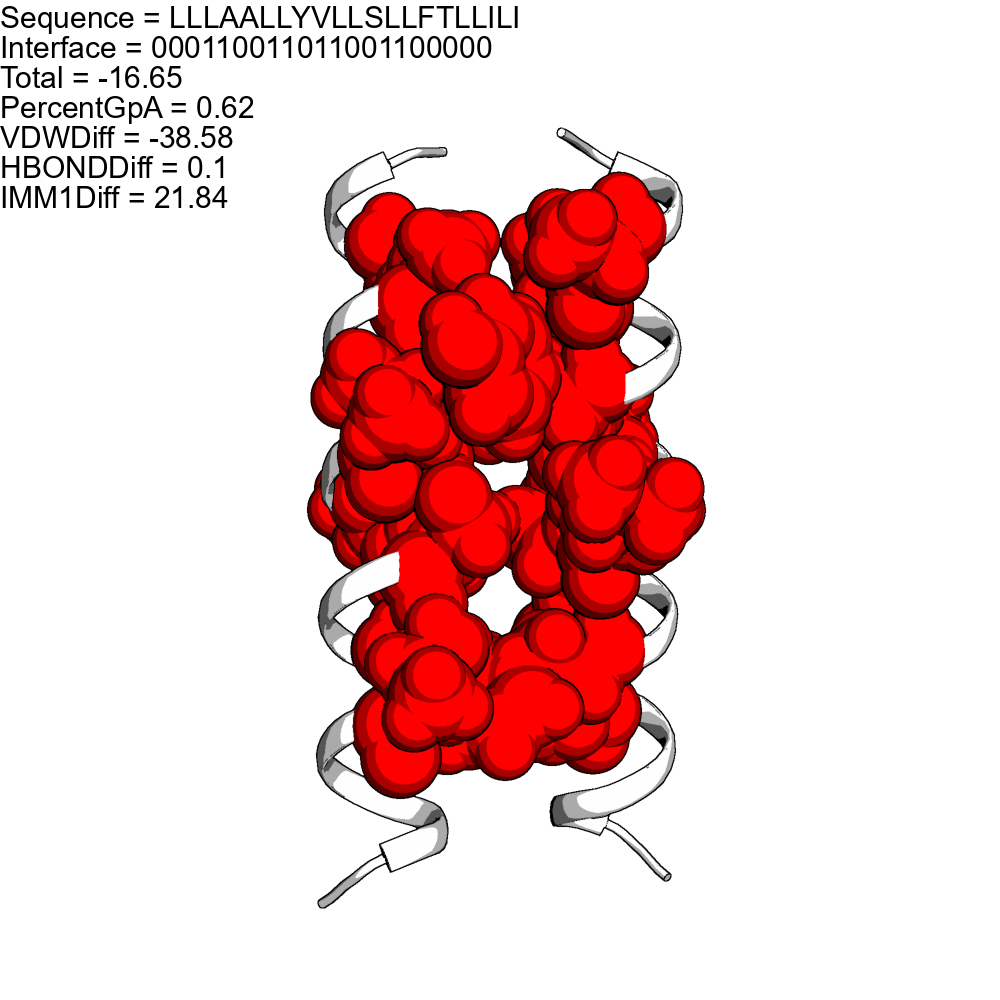 Sequence = LLLAALLYVLLSLLFTLLILI
Interface = 000110011011001100000
Total = -16.65
PercentGpA = 0.62
VDWDiff = -38.58
HBONDDiff = 0.1
IMM1Diff = 21.84